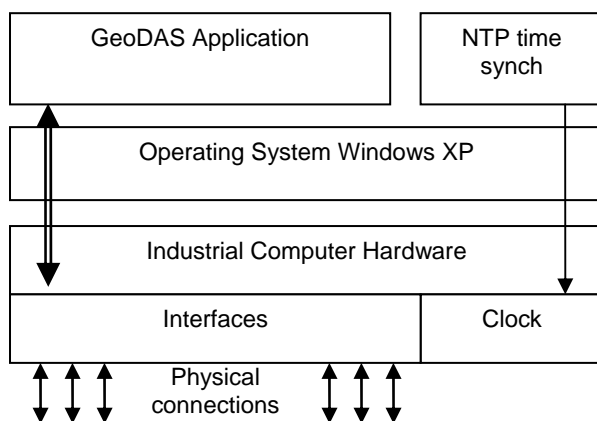 GeoDAS Application
NTP time
synch
Operating System Windows XP
Industrial Computer Hardware
Interfaces
Clock
Physical
connections